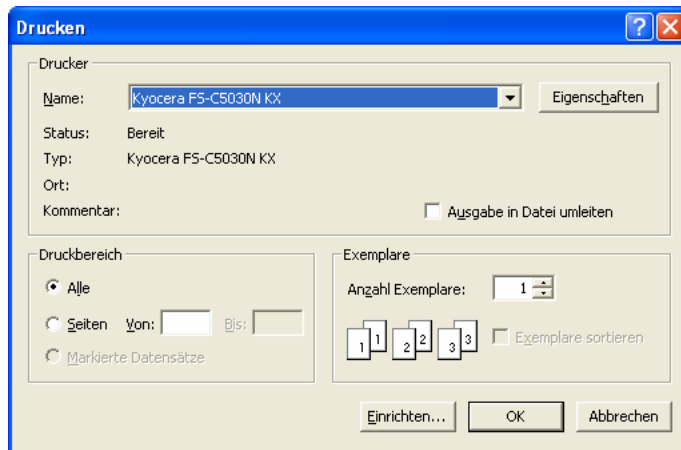 Drucken
Drucker
Name: Kyocera FS-C5030N KX Eigenschaften
Status: Bereit
Typ: Kyocera FS-C5030N KX
Ort:
Kommentar: Ausgabe in Datei umleiten
Druckbereich
Alle
Seiten Von: Bis:
Markierte Datensätze
Exemplare
Anzahl Exemplare: 1
1 1 2 2 3 3 Exemplare sortieren
Einrichten... OK Abbrechen